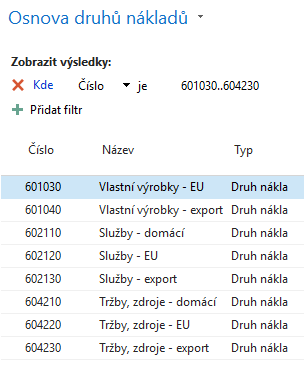 Osnova druhů nákladů
Zobrazit výsledky:
Kde Číslo je 601030..604230
Přidat filtr
Číslo Název Typ
601030 Vlastní výrobky - EU Druh nákla
601040 Vlastní výrobky - export Druh nákla
602110 Služby - domácí Druh nákla
602120 Služby - EU Druh nákla
602130 Služby - export Druh nákla
604210 Tržby, zdroje - domácí Druh nákla
604220 Tržby, zdroje - EU Druh nákla
604230 Tržby, zdroje - export Druh nákla